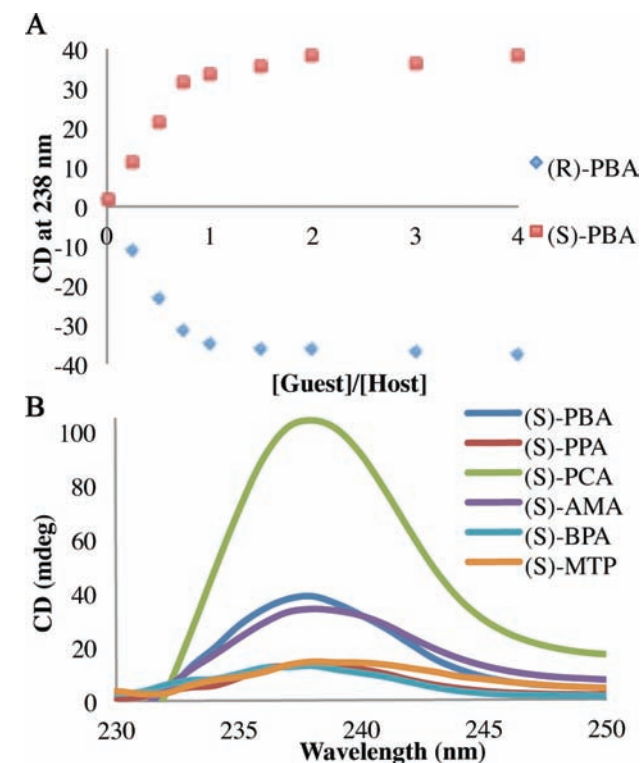 A
40
30
20
10
0
-10
-20
-30
-40
CD at 238 nm
0 1 2 3 4
[Guest]/[Host]
(R)-PBA
(S)-PBA
B
100
80
60
40
20
0
CD (mdeg)
230 235 240 245 250
Wavelength (nm)
(S)-PBA
(S)-PPA
(S)-PCA
(S)-AMA
(S)-BPA
(S)-MTP